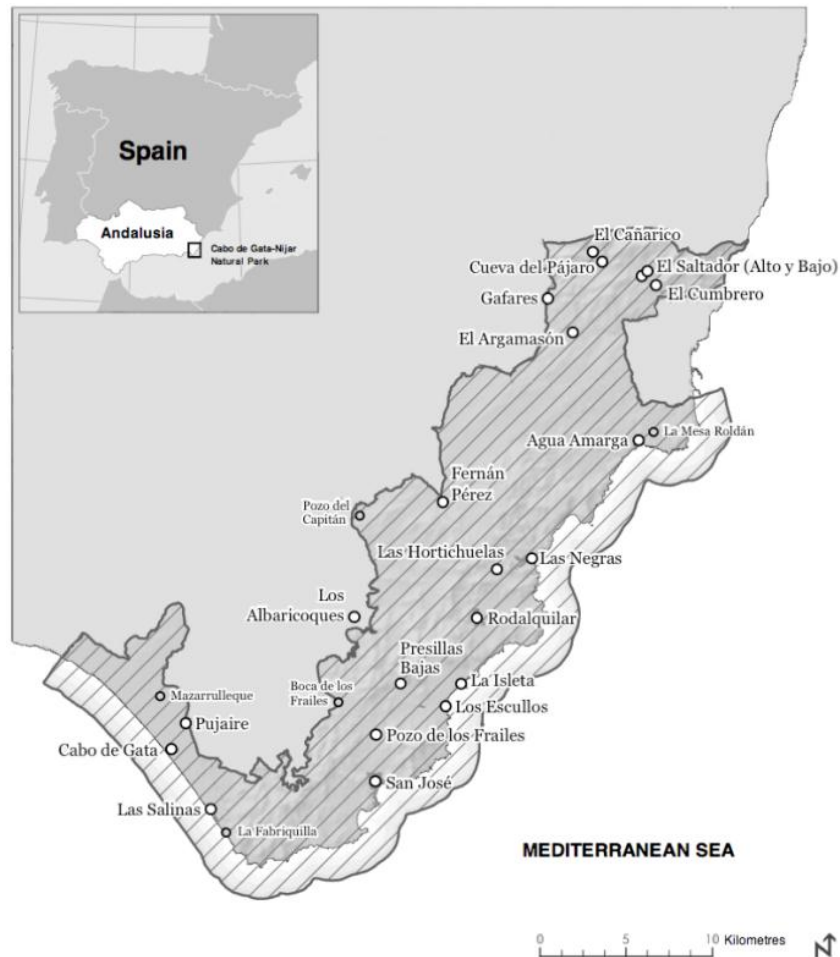 Spain
Andalusia
Cabo de Gata-Nijar
Natural Park
El Cañarico
Cueva del Pájaro
El Saltador (Alto y Bajo)
Gafares
El Cumbrero
El Argamasón
La Mesa Roldán
Agua Amarga
Fernán
Pérez
Pozo del
Capitán
Las Hortichuelas
Las Negras
Los
Albaricoques
Rodalquilar
Presillas
Bajas
La Isleta
Boca de los
Frailes
Mazarrulleque
Los Escullos
Pujaire
Pozo de los Frailes
Cabo de Gata
San José
Las Salinas
La Fabriquilla
MEDITERRANEAN SEA
0 5 10 Kilometres
N